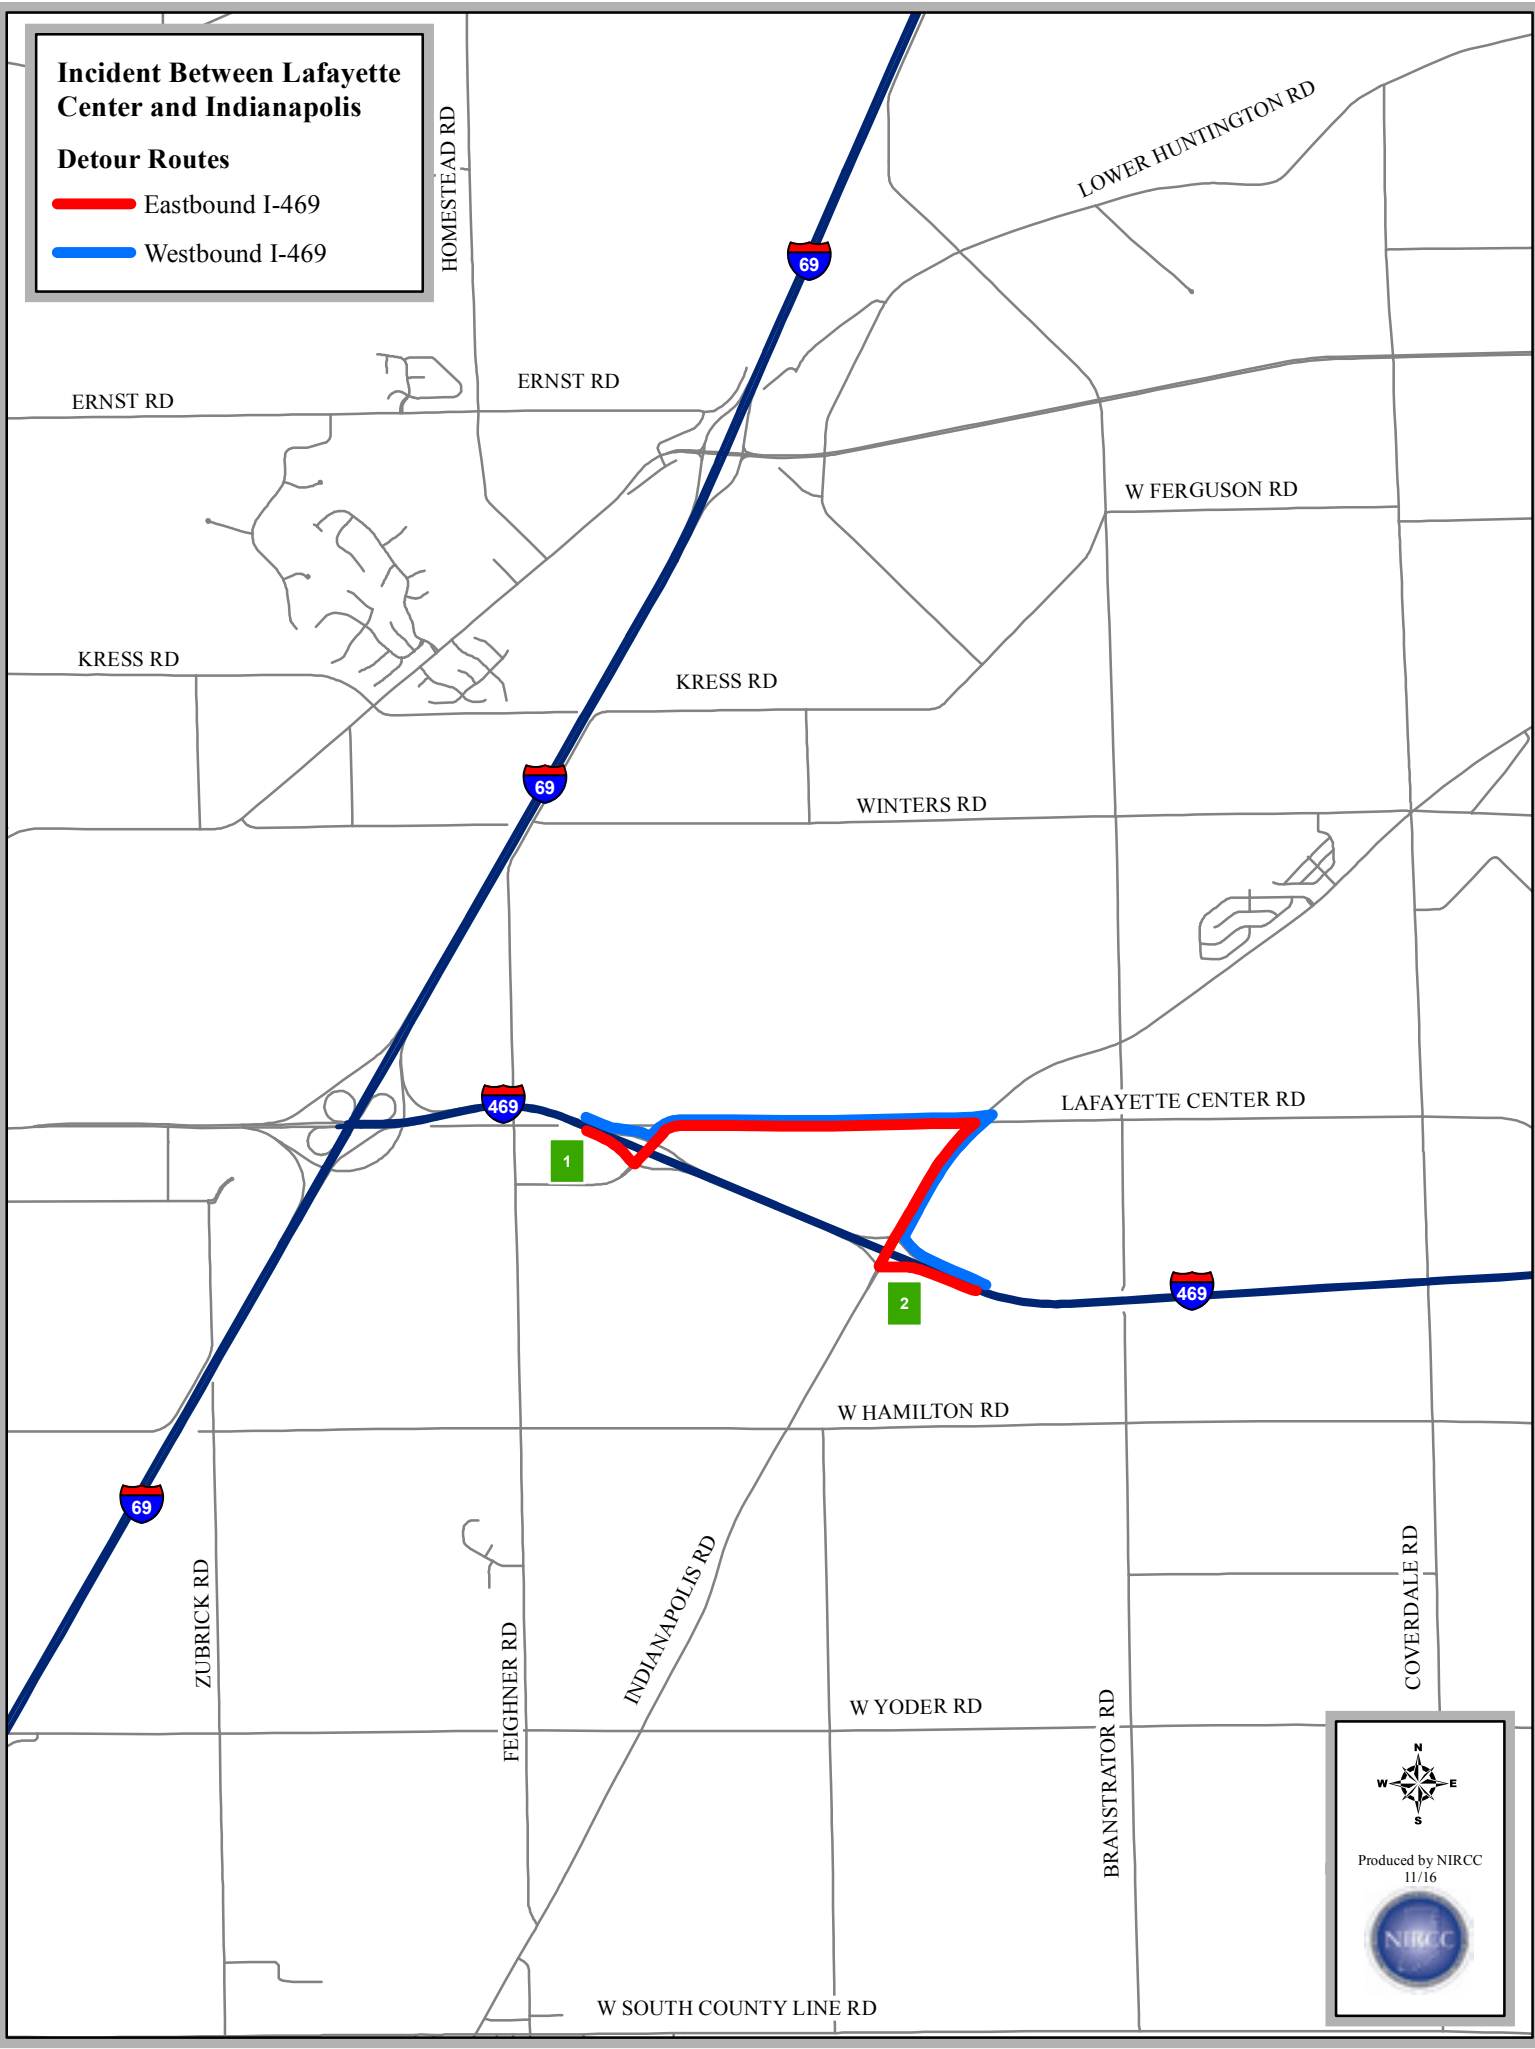 Incident Between Lafayette
Center and Indianapolis
Detour Routes
Eastbound I-469
Westbound I-469
HOMESTEAD RD
LOWER HUNTINGTON RD
69
ERNST RD
ERNST RD
W FERGUSON RD
KRESS RD
KRESS RD
69
WINTERS RD
469
LAFAYETTE CENTER RD
1
469
2
W HAMILTON RD
69
ZUBRICK RD
FEIGHNER RD
INDIANAPOLIS RD
COVERDALE RD
W YODER RD
BRANSTRATOR RD
N
W E
S
Produced by NIRCC
11/16
NIRCC
W SOUTH COUNTY LINE RD